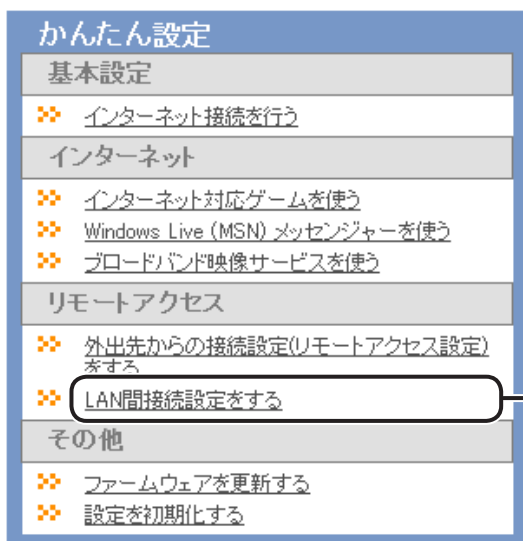 かんたん設定
基本設定
インターネット接続を行う
インターネット
インターネット対応ゲームを使う
Windows Live (MSN) メッセンジャーを使う
ブロードバンド映像サービスを使う
リモートアクセス
外出先からの接続設定(リモートアクセス設定)
をする
LAN間接続設定をする
その他
ファームウェアを更新する
設定を初期化する